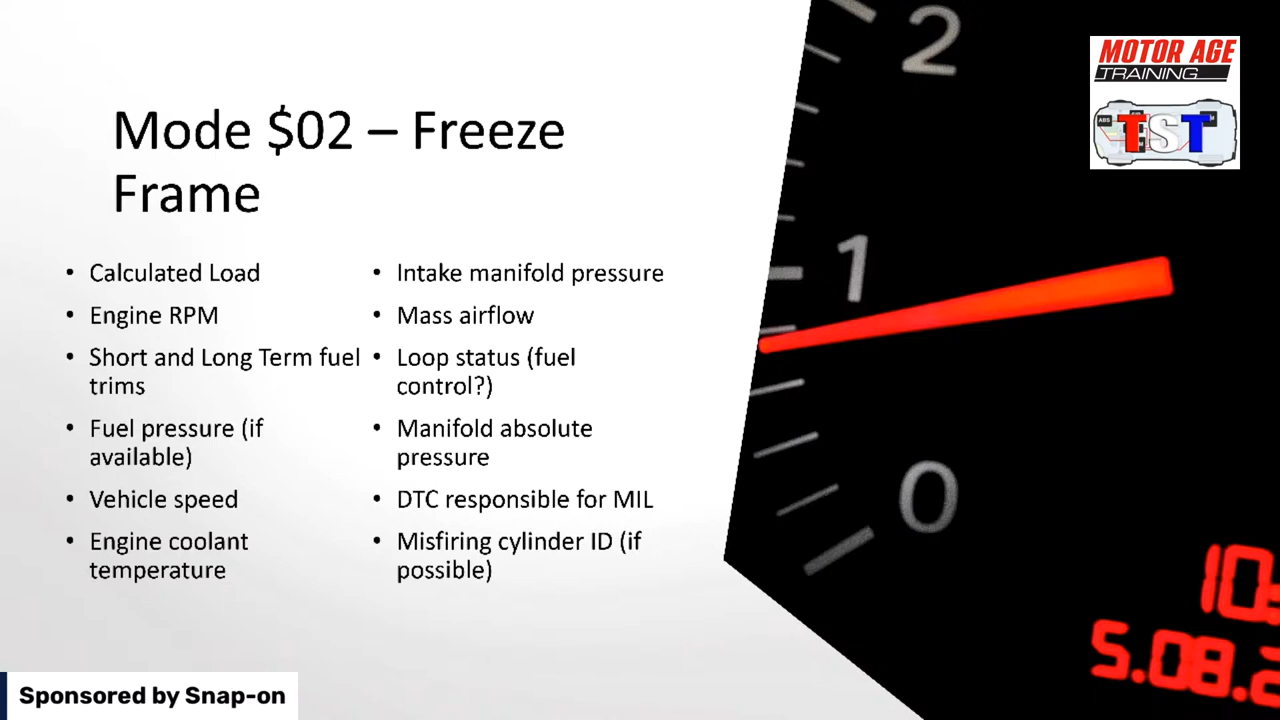 Mode $02 – Freeze
Frame
• Calculated Load
• Engine RPM
• Short and Long Term fuel
trims
• Fuel pressure (if
available)
• Vehicle speed
• Engine coolant
temperature
• Intake manifold pressure
• Mass airflow
• Loop status (fuel
control?)
• Manifold absolute
pressure
• DTC responsible for MIL
• Misfiring cylinder ID (if
possible)
2
1
0
MOTOR AGE
TRAINING
ABS
TST
Sponsored by Snap-on